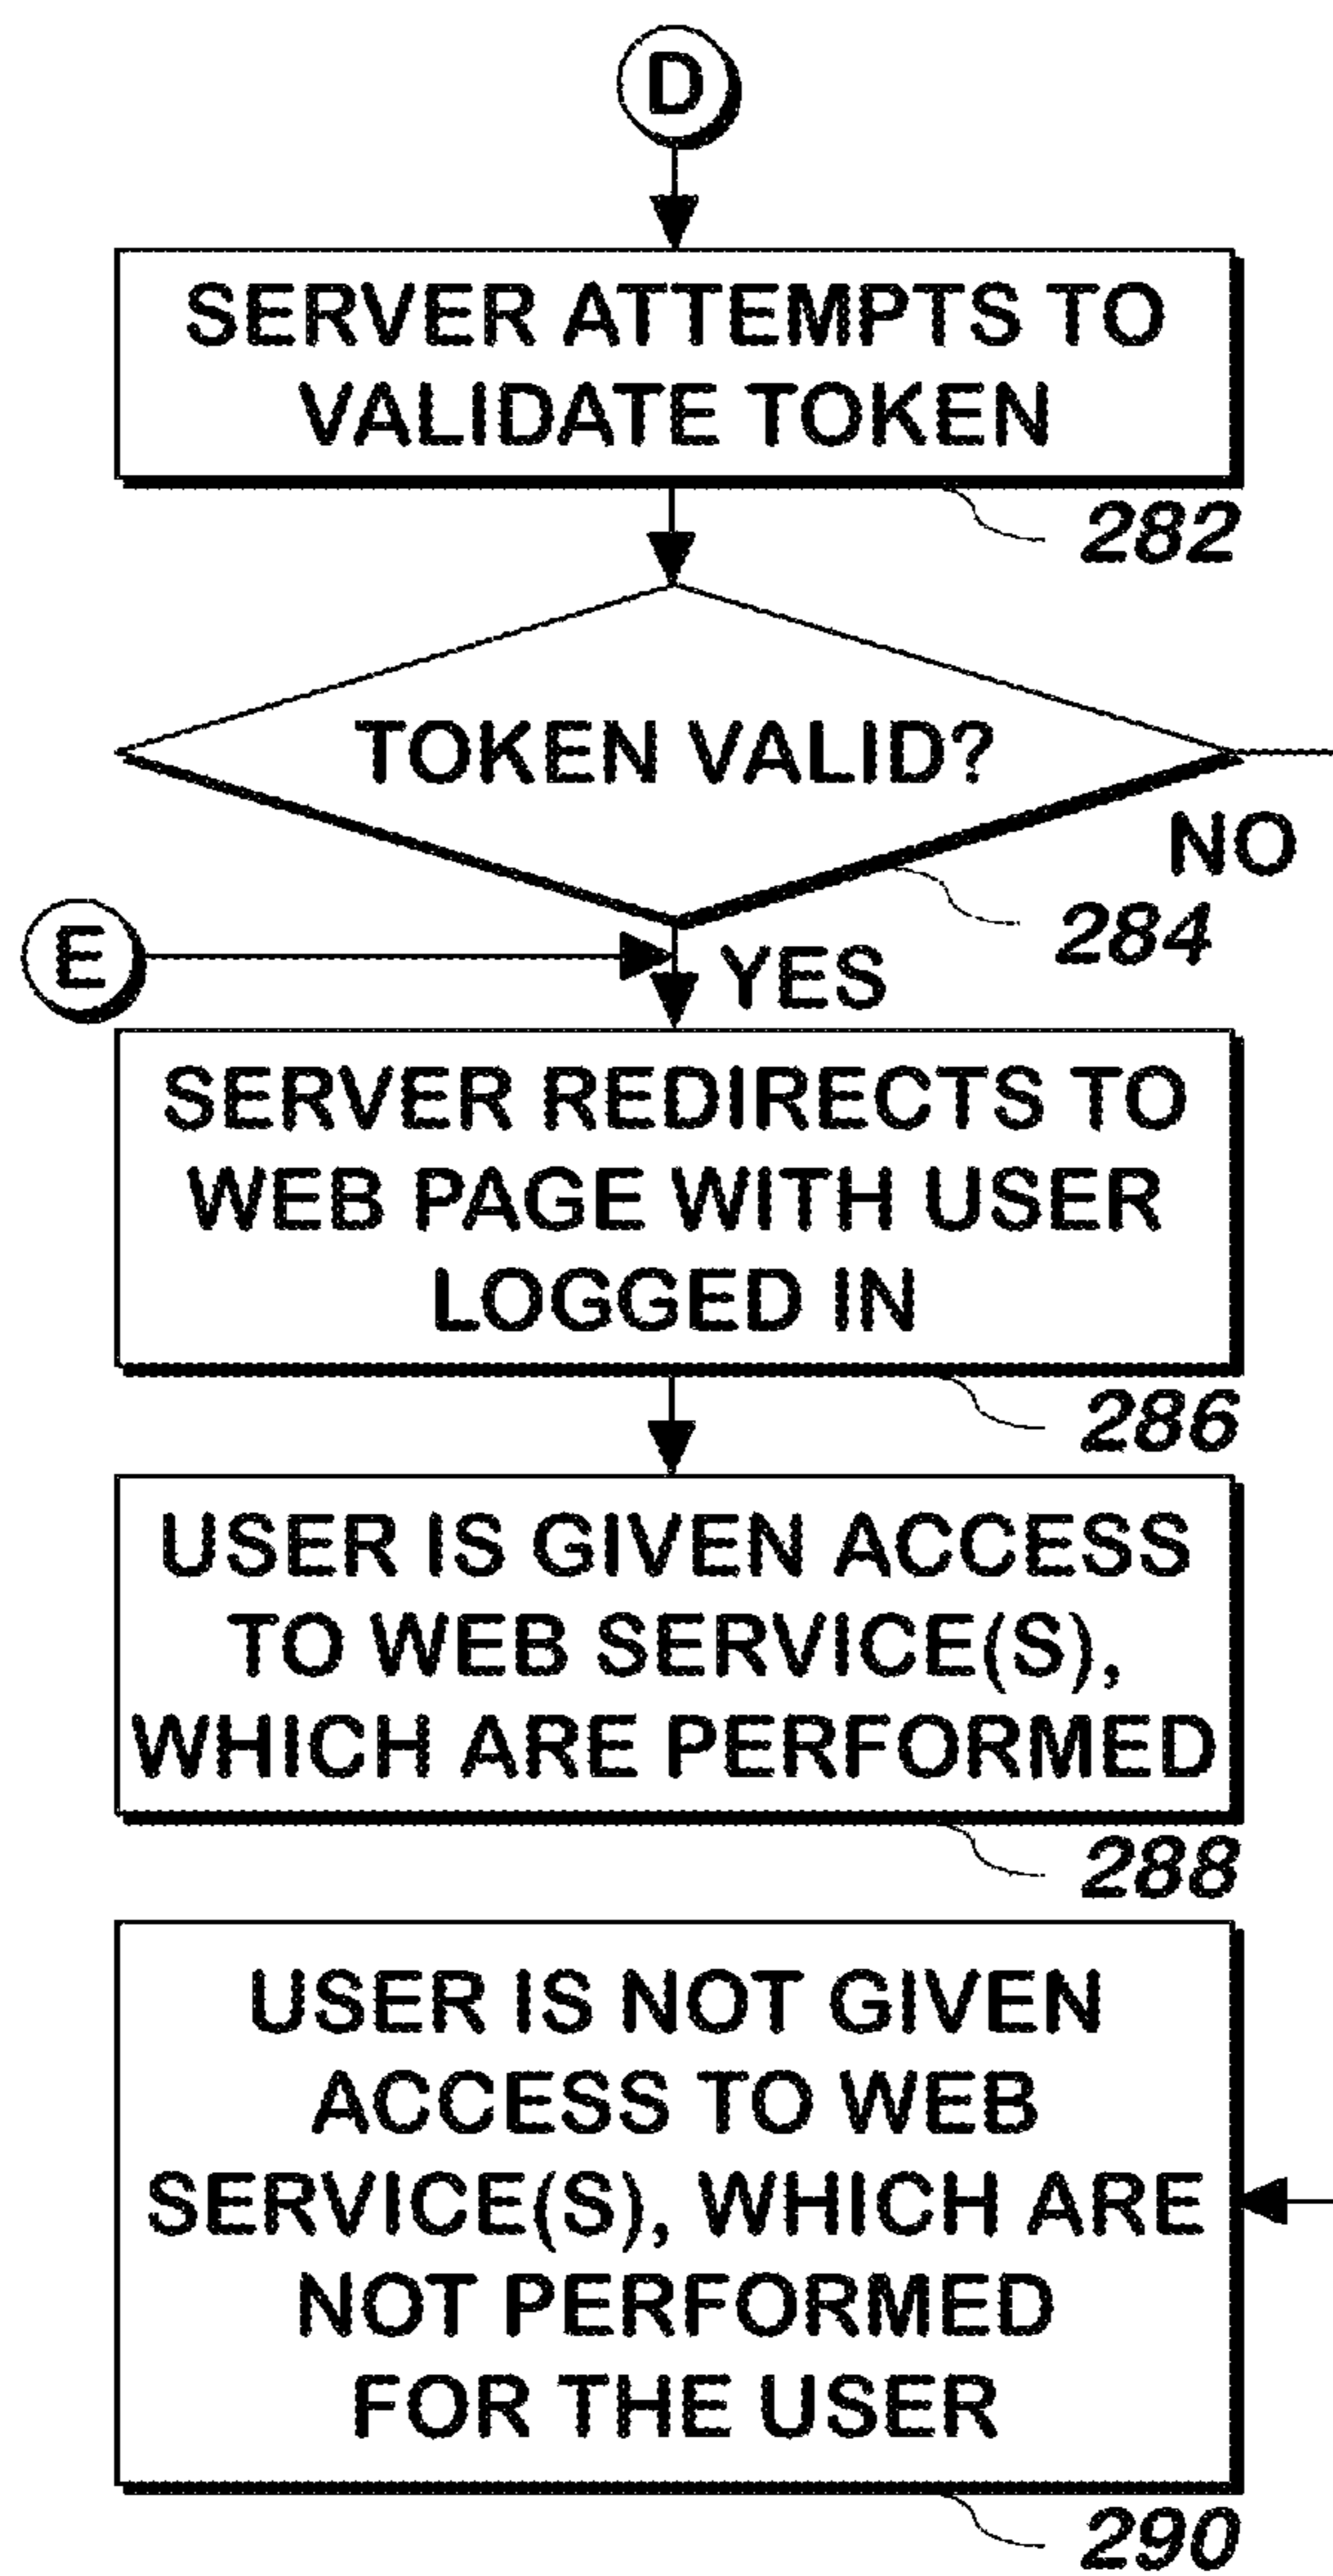 D
SERVER ATTEMPTS TO
VALIDATE TOKEN
282
TOKEN VALID?
NO
284
E
YES
SERVER REDIRECTS TO
WEB PAGE WITH USER
LOGGED IN
286
USER IS GIVEN ACCESS
TO WEB SERVICE(S),
WHICH ARE PERFORMED
288
USER IS NOT GIVEN
ACCESS TO WEB
SERVICE(S), WHICH ARE
NOT PERFORMED
FOR THE USER
290